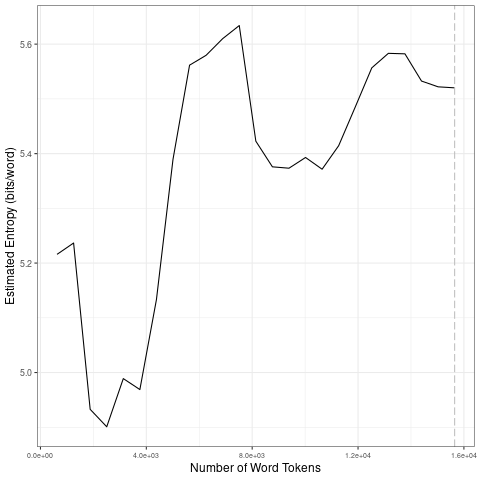 Estimated Entropy (bits/word)
5.6
5.4
5.2
5.0
0.0e+00 4.0e+03 8.0e+03 1.2e+04 1.6e+04
Number of Word Tokens